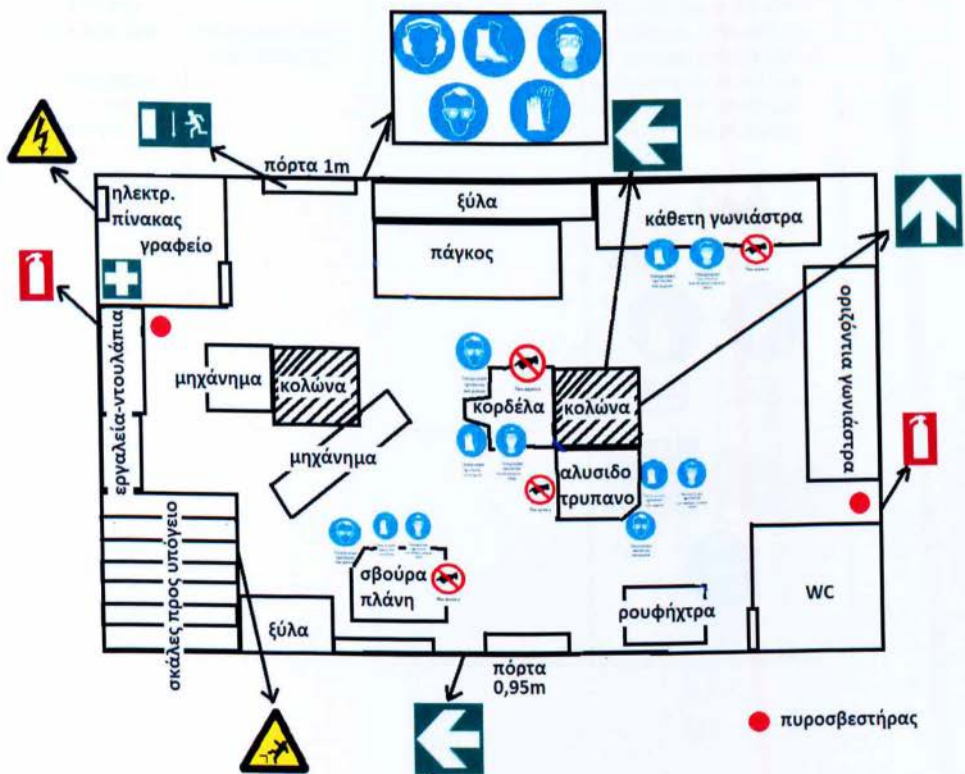 πόρτα 1m
ηλεκτρ.
πίνακας
γραφείο
ξύλα
πάγκος
κάθετη γωνιάστρα
οριζόντια γωνιάστρα
εργαλεία-ντουλάπια
μηχάνημα
κολώνα
μηχάνημα
κορδέλα
κολώνα
αλυσιδο
τρυπανο
σβούρα
πλάνη
ρουφήχτρα
WC
σκάλες προς υπόγειο
ξύλα
πόρτα
0,95m
πυροσβεστήρας